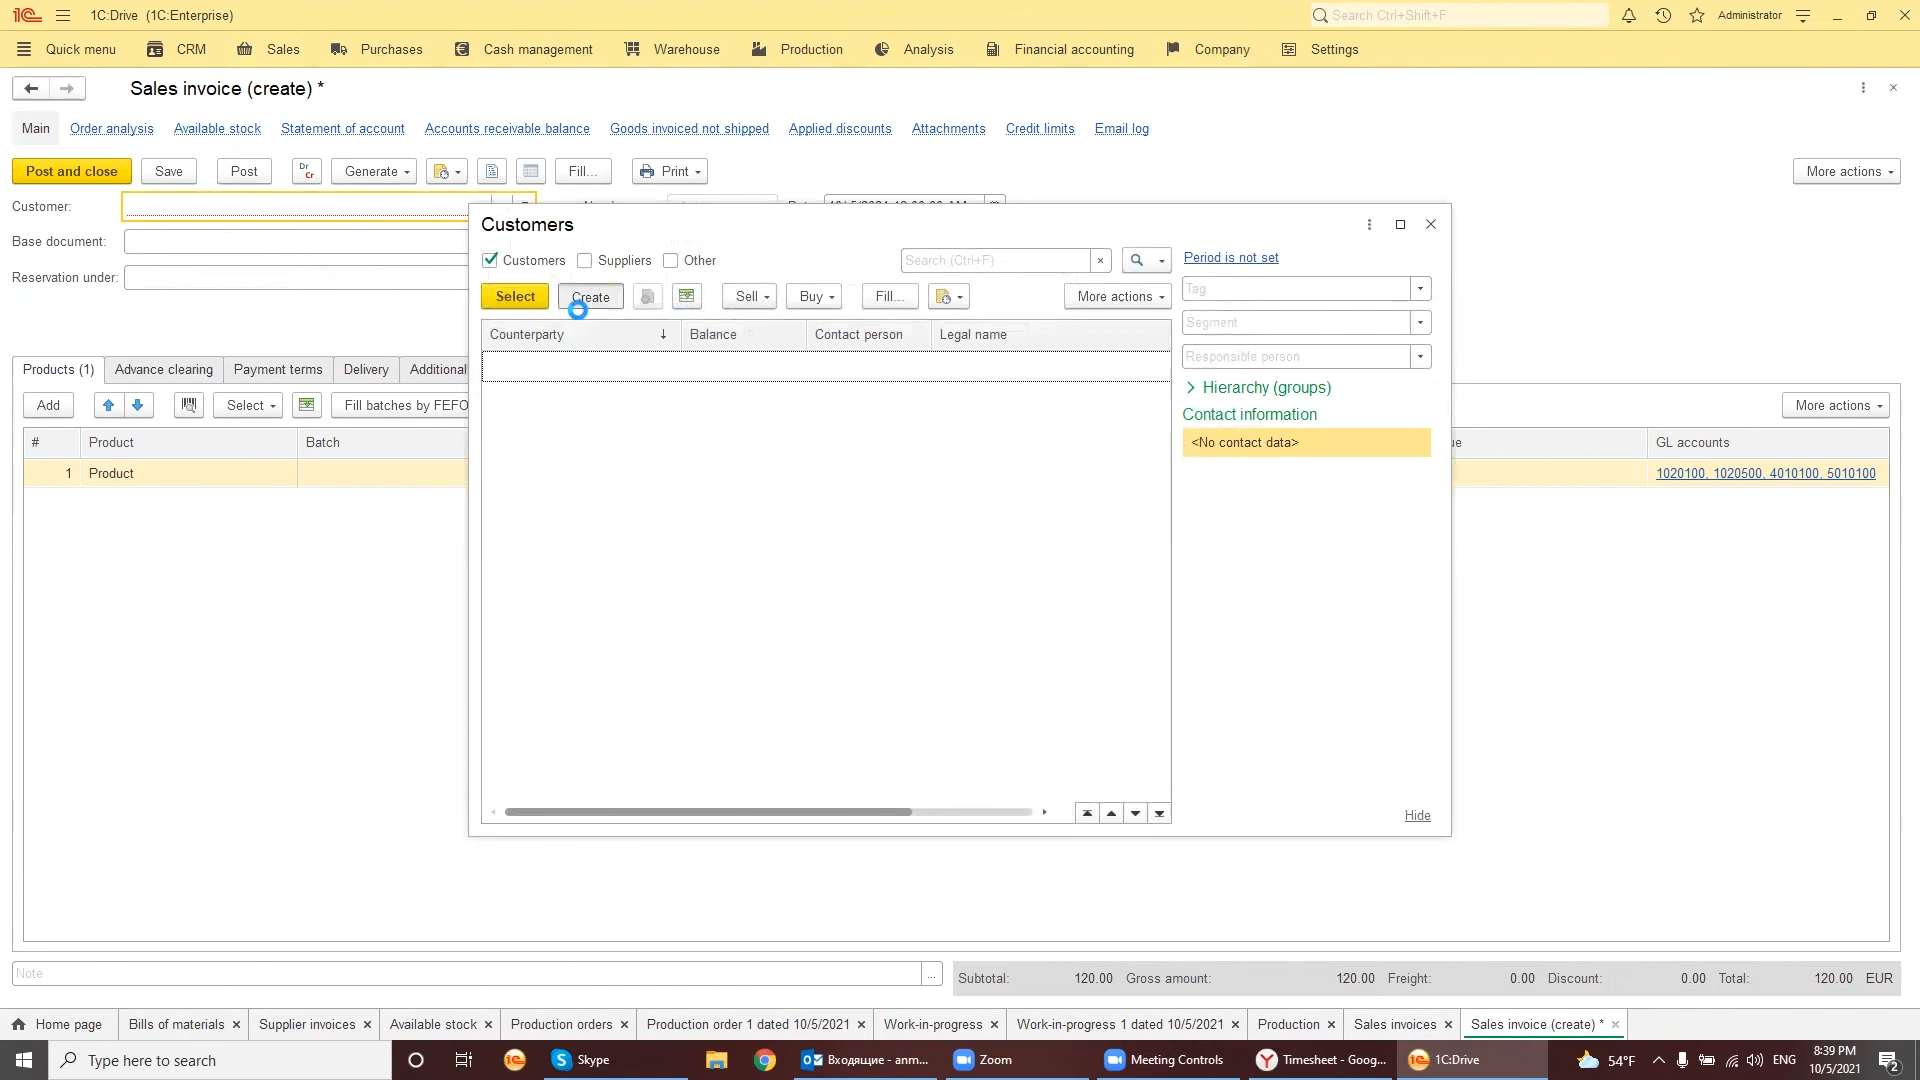 1C:Drive (1C:Enterprise)
Search Ctrl+Shift+F
Administrator
Quick menu
CRM
Sales
Purchases
Cash management
Warehouse
Production
Analysis
Financial accounting
Company
Settings
Sales invoice (create) *
Main
Order analysis
Available stock
Statement of account
Accounts receivable balance
Goods invoiced not shipped
Applied discounts
Attachments
Credit limits
Email log
Post and close
Save
Post
Dr
Cr
Generate
Fill...
Print
More actions
Customer:
Base document:
Reservation under:
Customers
Customers
Suppliers
Other
Search (Ctrl+F)
Period is not set
Select
Create
Sell
Buy
Fill...
More actions
Tag
Segment
Responsible person
Hierarchy (groups)
Contact information
<No contact data>
Hide
Counterparty
Balance
Contact person
Legal name
Products (1)
Advance clearing
Payment terms
Delivery
Additional
Add
Select
Fill batches by FEFO
More actions
#
Product
Batch
GL accounts
1
Product
1020100, 1020500, 4010100, 5010100
Note
...
Subtotal: 120.00 Gross amount: 120.00 Freight: 0.00 Discount: 0.00 Total: 120.00 EUR
Home page
Bills of materials
Supplier invoices
Available stock
Production orders
Production order 1 dated 10/5/2021
Work-in-progress
Work-in-progress 1 dated 10/5/2021
Production
Sales invoices
Sales invoice (create) *
Type here to search
Skype
Входящие - anm...
Zoom
Meeting Controls
Timesheet - Goog...
1C:Drive
54°F
ENG
8:39 PM
10/5/2021
2